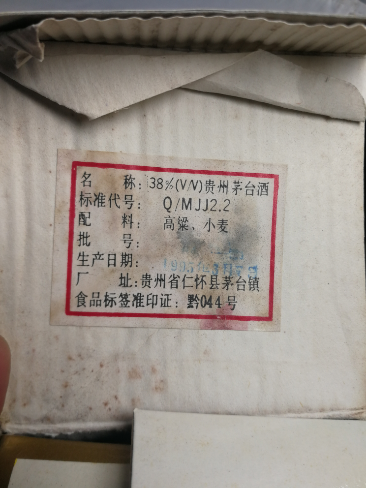 名 称：38%(V/V)贵州茅台酒
标准代号：Q/MJJ2.2
配 料：高粱、小麦
批 号：
生产日期：
厂 址：贵州省仁怀县茅台镇
食品标签准印证：黔044号